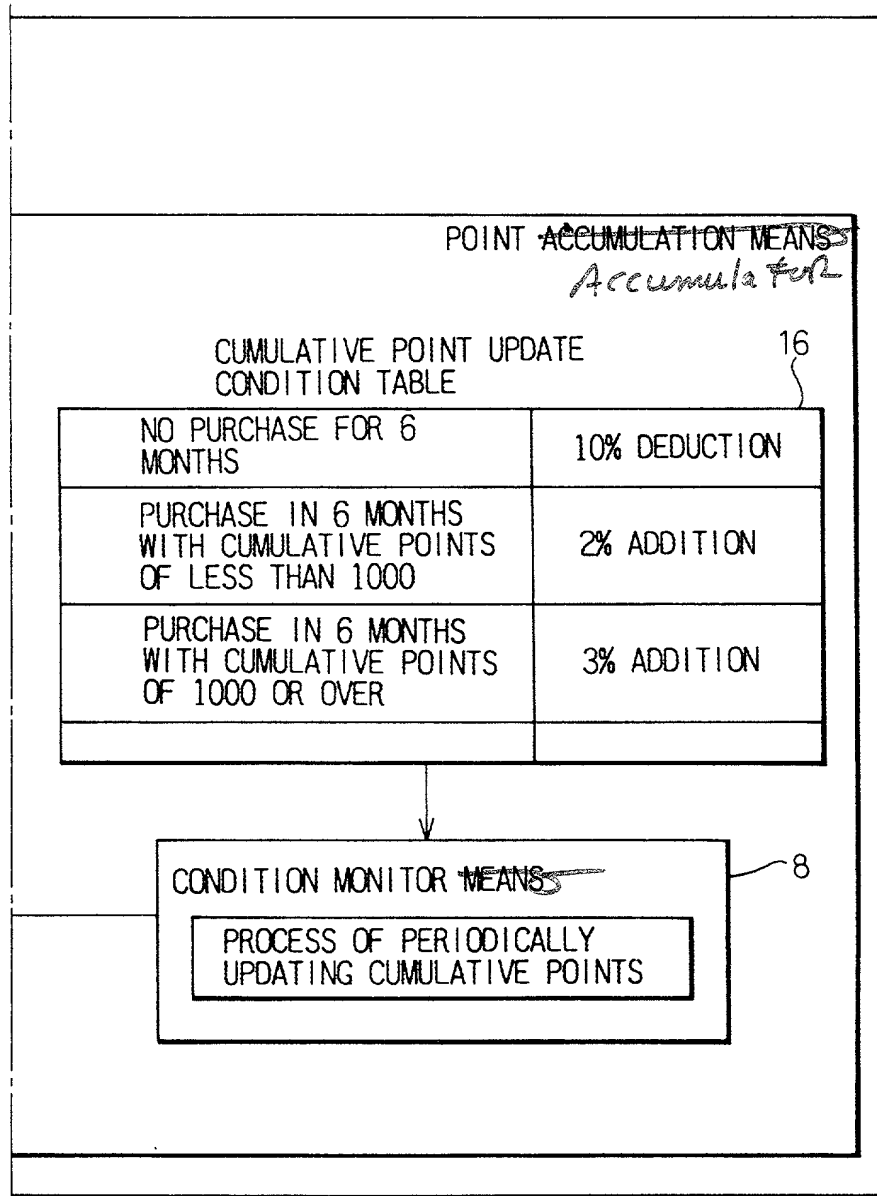 POINT ACCUMULATION MEANS
Accumulator
CUMULATIVE POINT UPDATE
CONDITION TABLE
16
NO PURCHASE FOR 6
MONTHS
10% DEDUCTION
PURCHASE IN 6 MONTHS
WITH CUMULATIVE POINTS
OF LESS THAN 1000
2% ADDITION
PURCHASE IN 6 MONTHS
WITH CUMULATIVE POINTS
OF 1000 OR OVER
3% ADDITION
CONDITION MONITOR MEANS
8
PROCESS OF PERIODICALLY
UPDATING CUMULATIVE POINTS